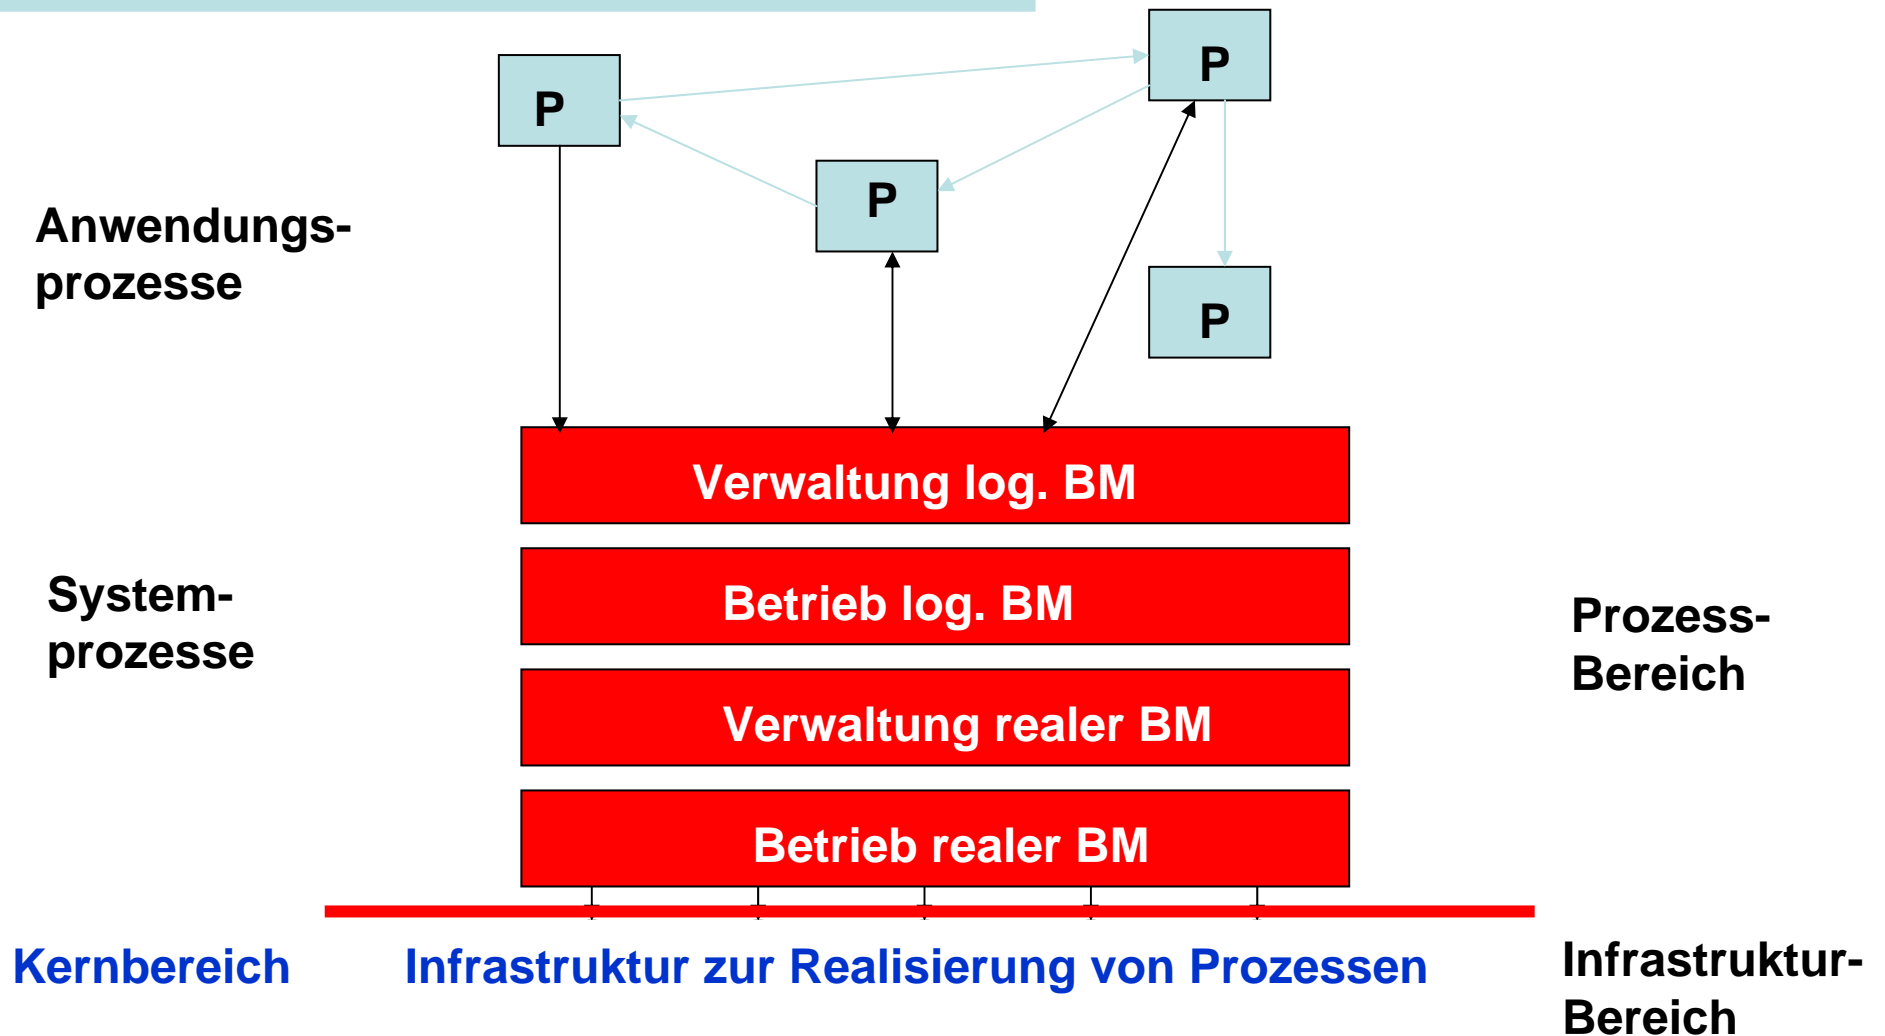 P
P
P
P
Anwendungs-
prozesse
Verwaltung log. BM
Betrieb log. BM
System-
prozesse
Verwaltung realer BM
Betrieb realer BM
Prozess-
Bereich
Kernbereich
Infrastruktur zur Realisierung von Prozessen
Infrastruktur-
Bereich